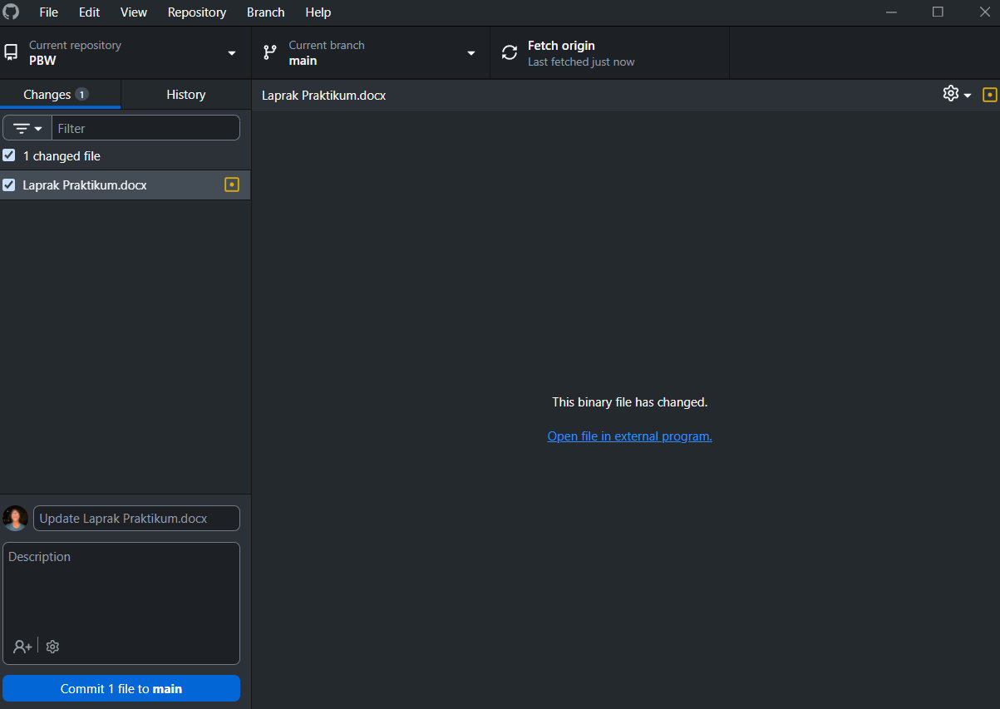 File Edit View Repository Branch Help
Current repository
PBW
Current branch
main
Fetch origin
Last fetched just now
Changes 1
History
Laprak Praktikum.docx
Filter
1 changed file
Laprak Praktikum.docx
This binary file has changed.
Open file in external program.
Update Laprak Praktikum.docx
Description
Commit 1 file to main